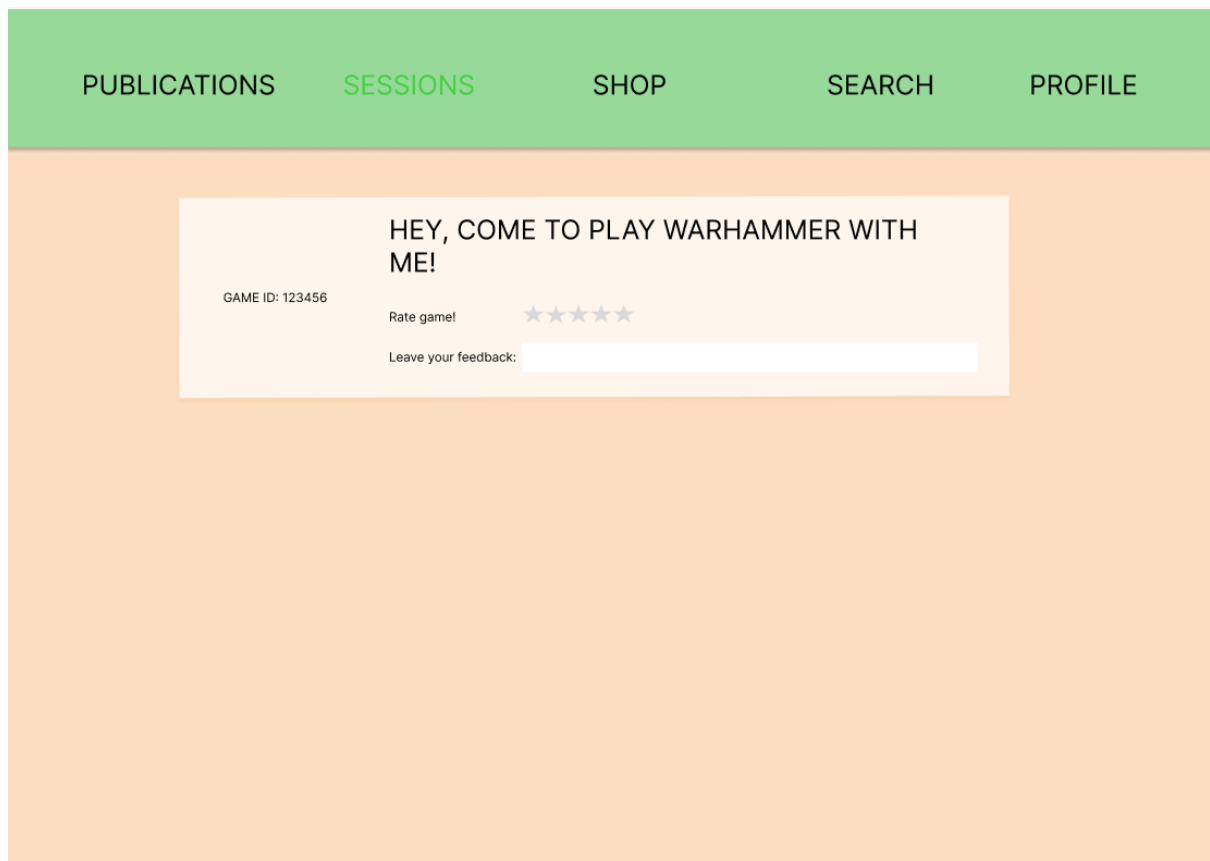 PUBLICATIONS SESSIONS SHOP SEARCH PROFILE
HEY, COME TO PLAY WARHAMMER WITH
ME!
GAME ID: 123456
Rate game!
Leave your feedback: